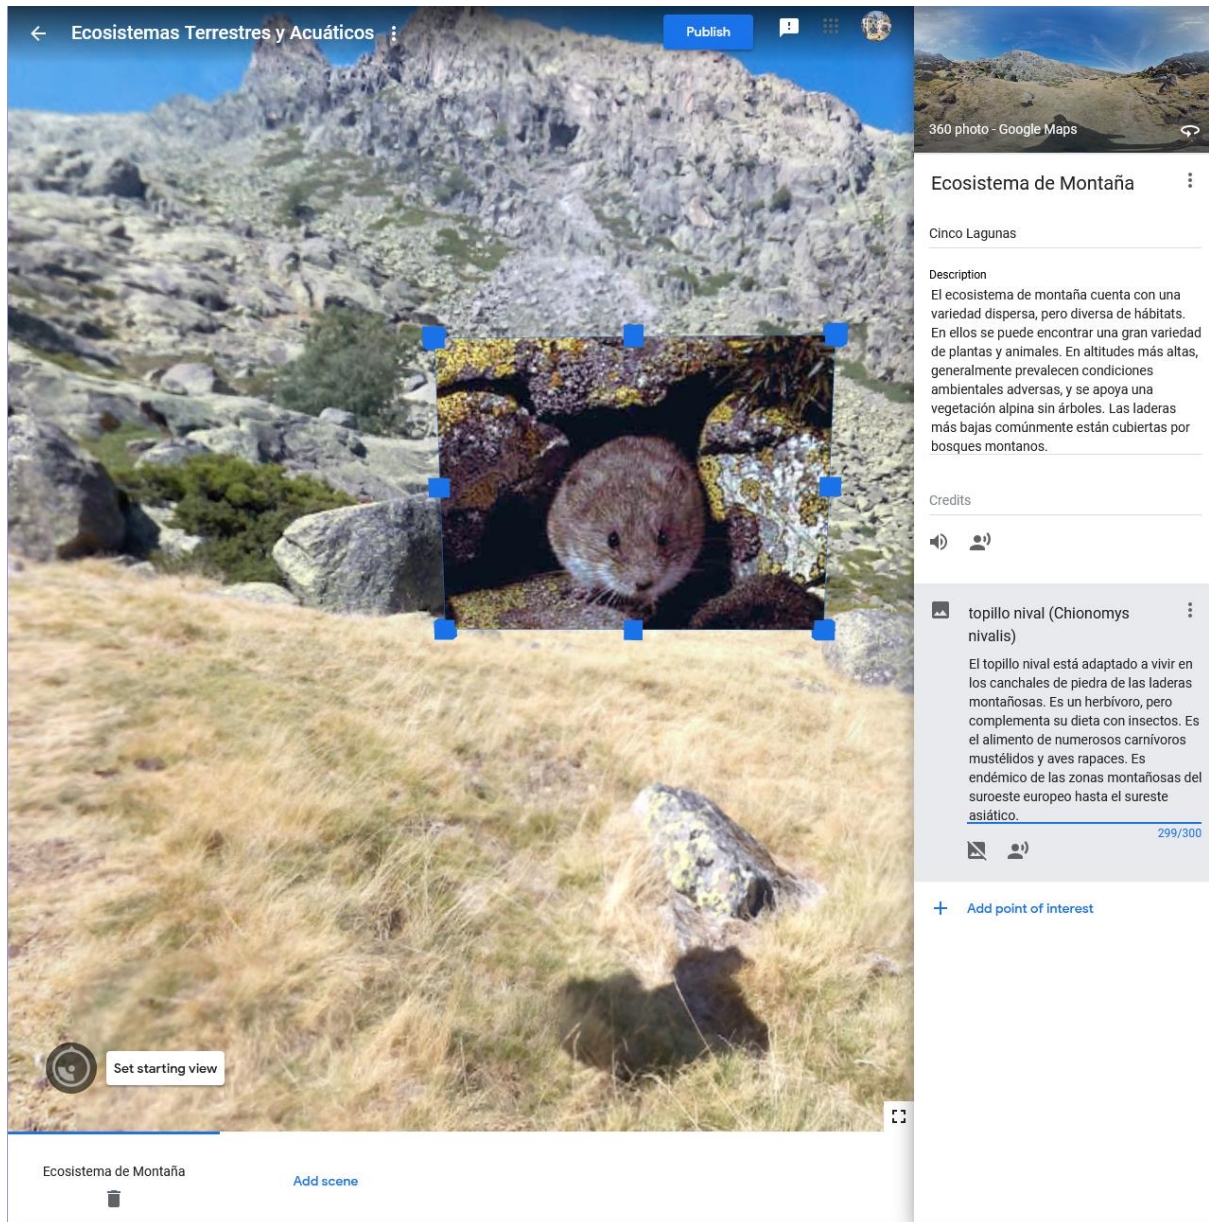 Ecosistemas Terrestres y Acuáticos
Publish
360 photo - Google Maps
Ecosistema de Montaña
Cinco Lagunas
Description
El ecosistema de montaña cuenta con una
variedad dispersa, pero diversa de hábitats.
En ellos se puede encontrar una gran variedad
de plantas y animales. En altitudes más altas,
generalmente prevalecen condiciones
ambientales adversas, y se apoya una
vegetación alpina sin árboles. Las laderas
más bajas comúnmente están cubiertas por
bosques montanos.
Credits
topillo nival (Chionomys
nivalis)
El topillo nival está adaptado a vivir en
los canchales de piedra de las laderas
montañosas. Es un herbívoro, pero
complementa su dieta con insectos. Es
el alimento de numerosos carnívoros
mustélidos y aves rapaces. Es
endémico de las zonas montañosas del
suroeste europeo hasta el sureste
asiático.
299/300
Add point of interest
Set starting view
Ecosistema de Montaña
Add scene